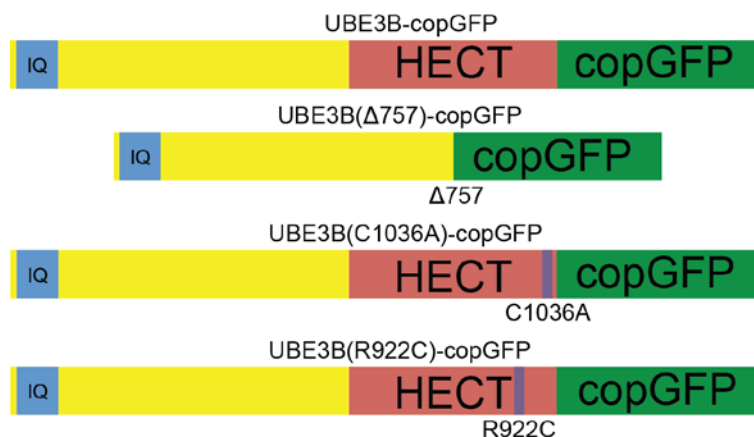 UBE3B-copGFP
IQ HECT copGFP
UBE3B(Δ757)-copGFP
IQ copGFP
Δ757
UBE3B(C1036A)-copGFP
IQ HECT copGFP
C1036A
UBE3B(R922C)-copGFP
IQ HECT copGFP
R922C